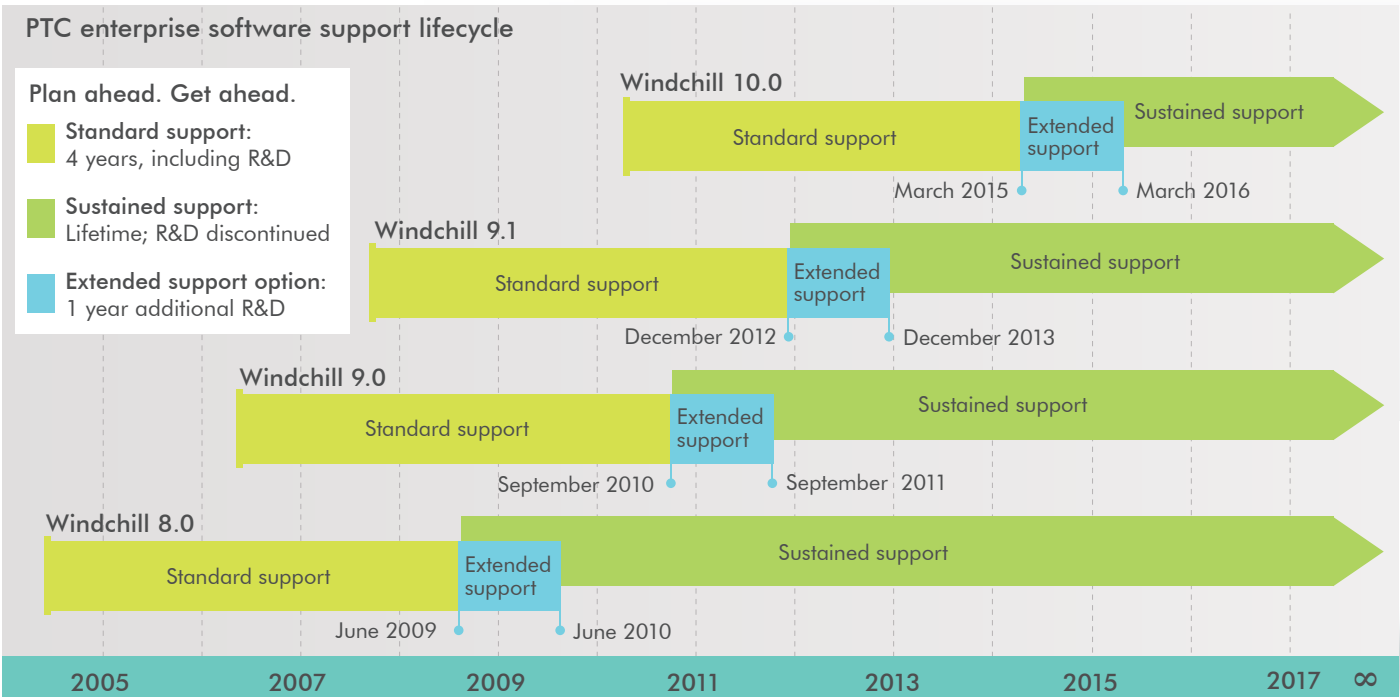 PTC enterprise software support lifecycle
Plan ahead. Get ahead.
Standard support:
4 years, including R&D
Sustained support:
Lifetime; R&D discontinued
Extended support option:
1 year additional R&D
Windchill 10.0
Standard support
Extended
support
Sustained support
March 2015
March 2016
Windchill 9.1
Standard support
Extended
support
Sustained support
December 2012
December 2013
Windchill 9.0
Standard support
Extended
support
Sustained support
September 2010
September 2011
Windchill 8.0
Standard support
Extended
support
Sustained support
June 2009
June 2010
2005 2007 2009 2011 2013 2015 2017 ∞